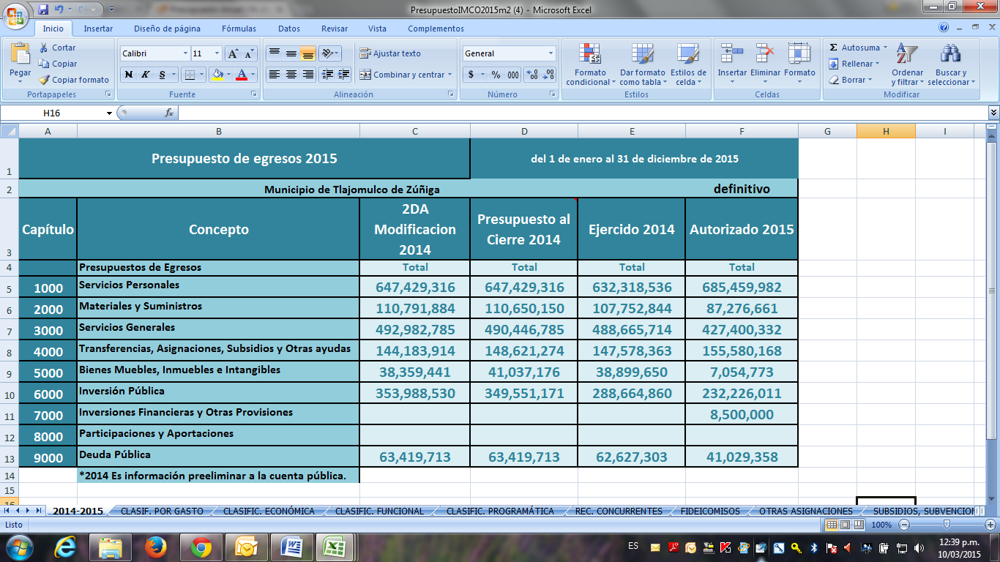 PresupuestoIMCO2015m2 (4) - Microsoft Excel
Inicio Insertar Diseño de página Fórmulas Datos Revisar Vista Complementos
Pegar
Cortar
Copiar
Copiar formato
Portapapeles
Calibri 11
N K S
Fuente
Ajustar texto
Combinar y centrar
Alineación
General
$ % 000
Número
Formato condicional
Dar formato como tabla
Estilos de celda
Estilos
Insertar Eliminar Formato
Celdas
Autosuma
Rellenar
Borrar
Ordenar y filtrar
Buscar y seleccionar
Modificar
H16 fx
A B C D E F G H I
1 Presupuesto de egresos 2015 del 1 de enero al 31 de diciembre de 2015
2 Municipio de Tlajomulco de Zúñiga definitivo
3 Capítulo Concepto 2DA Modificacion 2014 Presupuesto al Cierre 2014 Ejercido 2014 Autorizado 2015
4 Presupuestos de Egresos Total Total Total Total
5 1000 Servicios Personales 647,429,316 647,429,316 632,318,536 685,459,982
6 2000 Materiales y Suministros 110,791,884 110,650,150 107,752,844 87,276,661
7 3000 Servicios Generales 492,982,785 490,446,785 488,665,714 427,400,332
8 4000 Transferencias, Asignaciones, Subsidios y Otras ayudas 144,183,914 148,621,274 147,578,363 155,580,168
9 5000 Bienes Muebles, Inmuebles e Intangibles 38,359,441 41,037,176 38,899,650 7,054,773
10 6000 Inversión Pública 353,988,530 349,551,171 288,664,860 232,226,011
11 7000 Inversiones Financieras y Otras Provisiones 8,500,000
12 8000 Participaciones y Aportaciones
13 9000 Deuda Pública 63,419,713 63,419,713 62,627,303 41,029,358
14 *2014 Es información preeliminar a la cuenta pública.
15
16
2014-2015 CLASIF. POR GASTO CLASIFIC. ECONÓMICA CLASIFIC. FUNCIONAL CLASIFIC. PROGRAMÁTICA REC. CONCURRENTES FIDEICOMISOS OTRAS ASIGNACIONES SUBSIDIOS, SUBVENCION
Listo 100%
ES 12:39 p.m.
10/03/2015